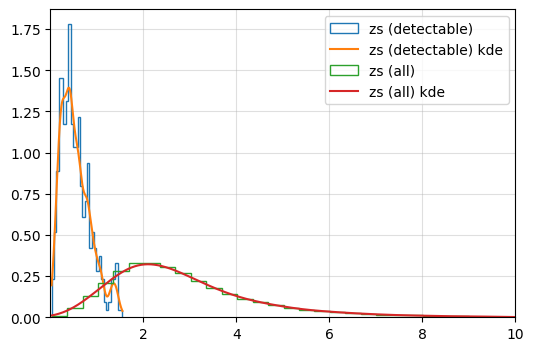 zs (detectable)
zs (detectable) kde
zs (all)
zs (all) kde
1.75
1.50
1.25
1.00
0.75
0.50
0.25
0.00
2 4 6 8 10